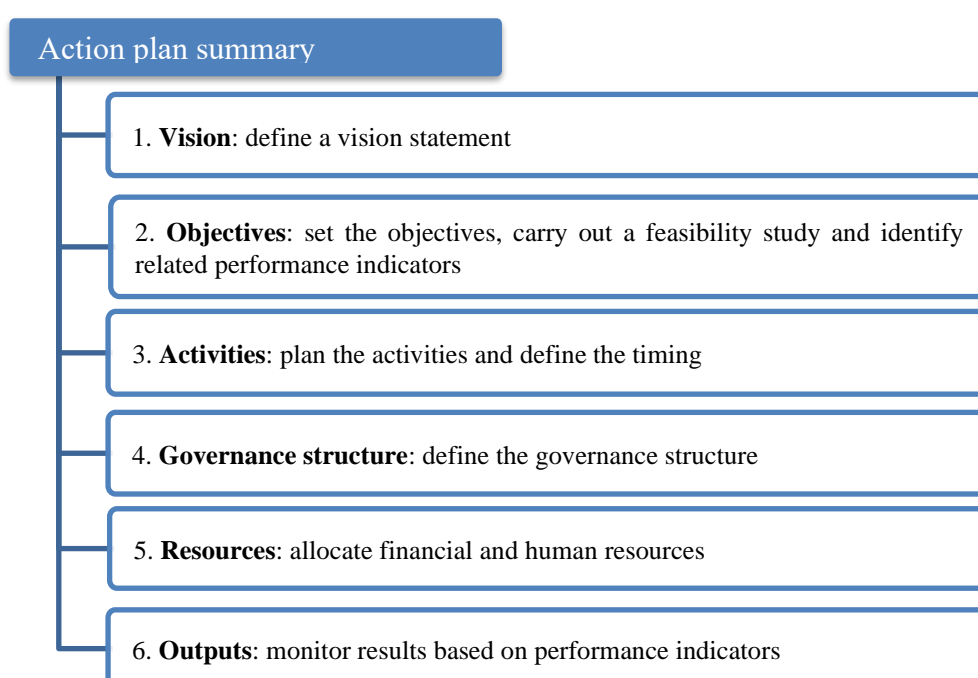 Action plan summary
1. Vision: define a vision statement
2. Objectives: set the objectives, carry out a feasibility study and identify
related performance indicators
3. Activities: plan the activities and define the timing
4. Governance structure: define the governance structure
5. Resources: allocate financial and human resources
6. Outputs: monitor results based on performance indicators